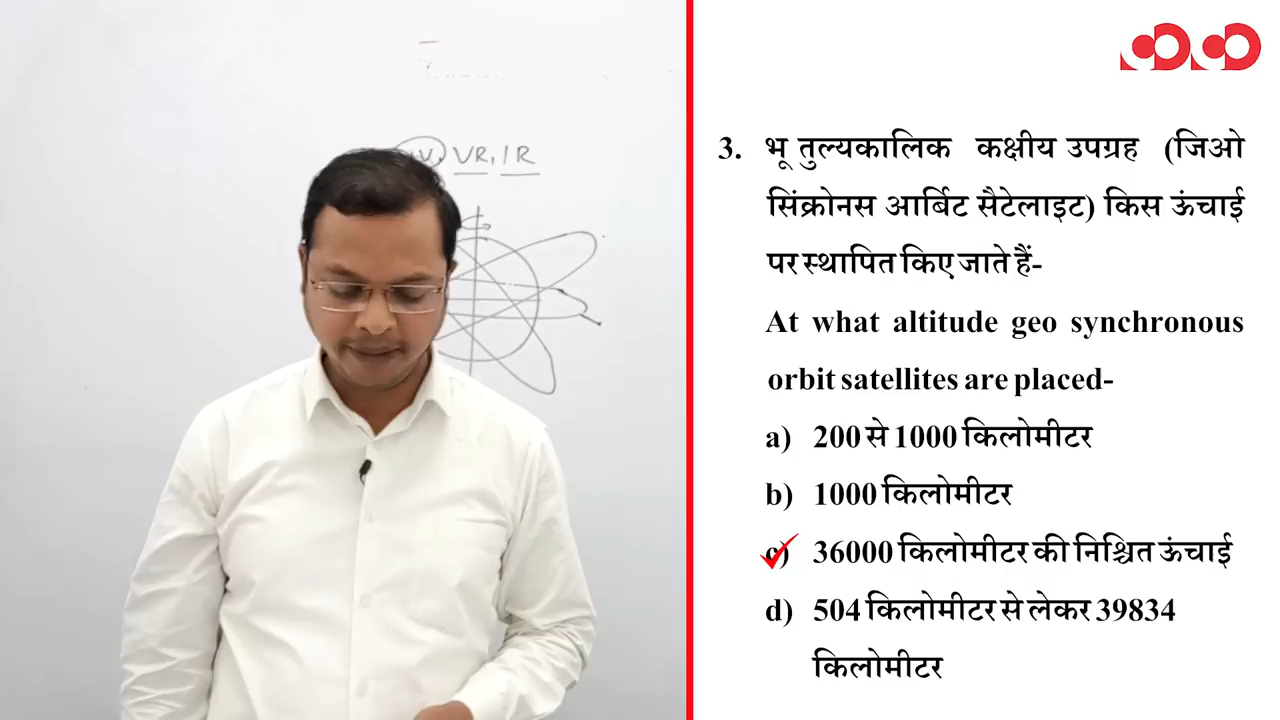 VR, IR
3. भू तुल्यकालिक कक्षीय उपग्रह (जिओ
सिंक्रोनस आर्बिट सैटेलाइट) किस ऊंचाई
पर स्थापित किए जाते हैं-
At what altitude geo synchronous
orbit satellites are placed-
a) 200 से 1000 किलोमीटर
b) 1000 किलोमीटर
c) 36000 किलोमीटर की निश्चित ऊंचाई
d) 504 किलोमीटर से लेकर 39834
किलोमीटर